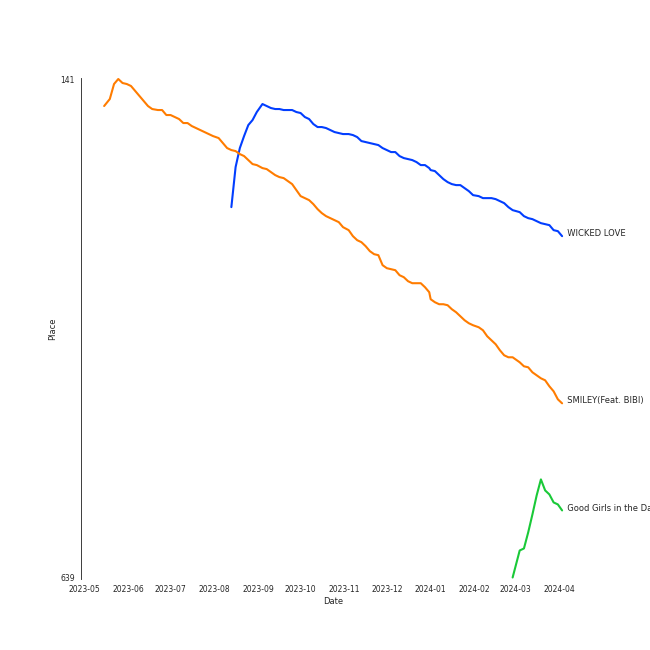 141
Place
WICKED LOVE
SMILEY(Feat. BIBI)
Good Girls in the Da
639
2023-05 2023-06 2023-07 2023-08 2023-09 2023-10 2023-11 2023-12 2024-01 2024-02 2024-03 2024-04
Date